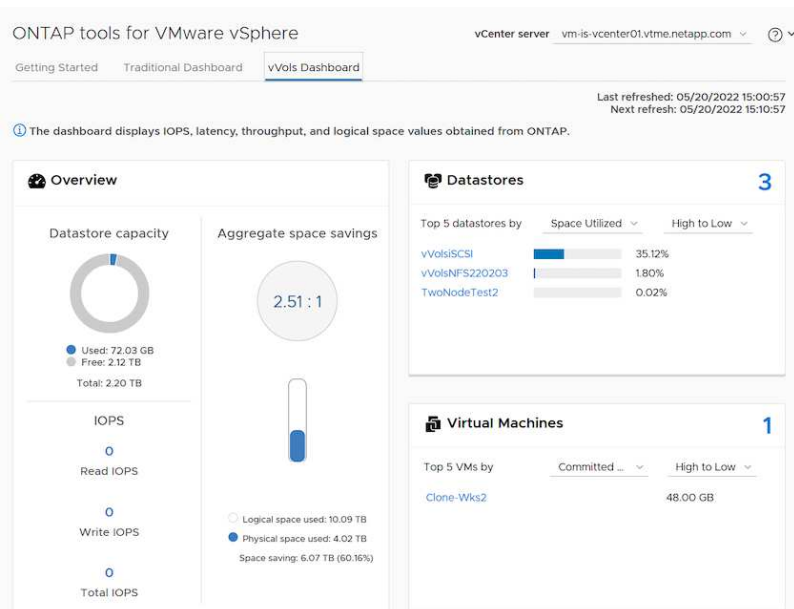 ONTAP tools for VMware vSphere
vCenter server vm-is-vcenter01.vtme.netapp.com
Getting Started Traditional Dashboard vVols Dashboard
Last refreshed: 05/20/2022 15:00:57
Next refresh: 05/20/2022 15:10:57
The dashboard displays IOPS, latency, throughput, and logical space values obtained from ONTAP.
Overview
Datastore capacity
Used: 72.03 GB
Free: 2.12 TB
Total: 2.20 TB
IOPS
0
Read IOPS
0
Write IOPS
0
Total IOPS
Aggregate space savings
2.51 : 1
Logical space used: 10.09 TB
Physical space used: 4.02 TB
Space saving: 6.07 TB (60.16%)
Datastores 3
Top 5 datastores by Space Utilized High to Low
vVolsiSCSI 35.12%
vVolsNFS220203 1.80%
TwoNodeTest2 0.02%
Virtual Machines 1
Top 5 VMs by Committed ... High to Low
Clone-Wks2 48.00 GB